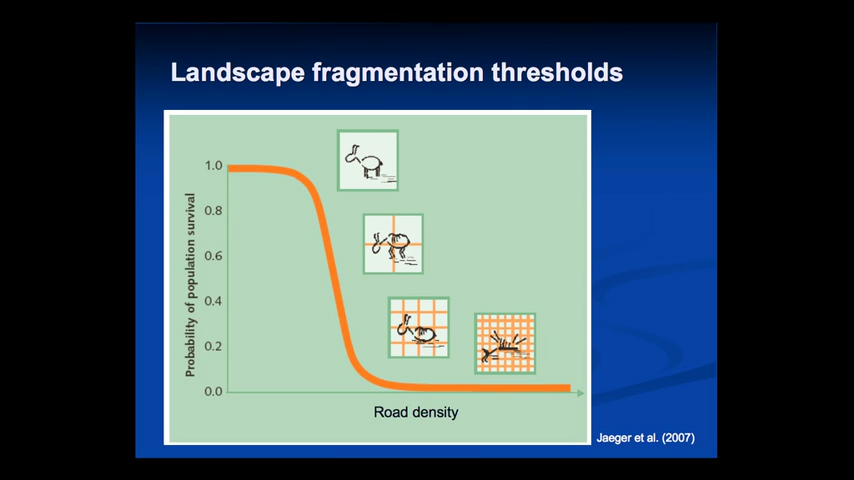 Landscape fragmentation thresholds
Probability of population survival
1.0
0.8
0.6
0.4
0.2
0.0
Road density
Jaeger et al. (2007)